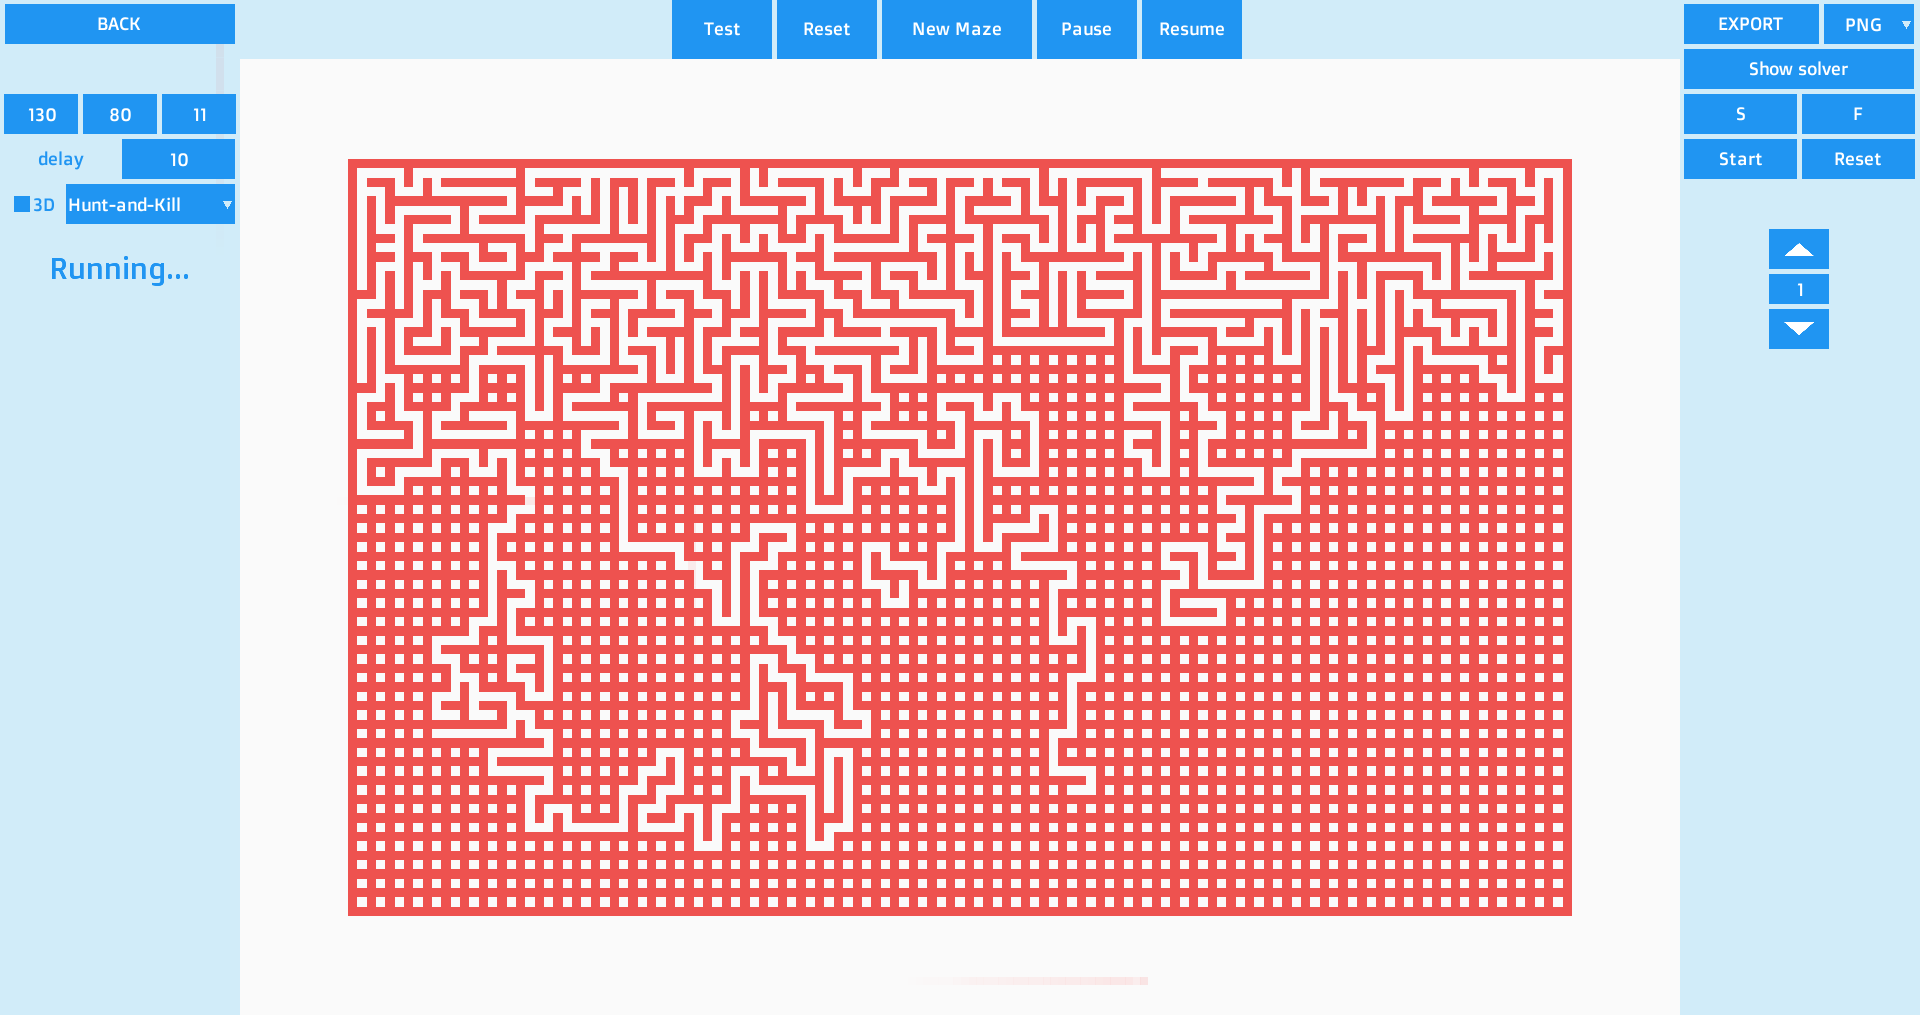 BACK
Test
Reset
New Maze
Pause
Resume
EXPORT
PNG
Show solver
S
F
Start
Reset
130
80
11
delay
10
3D
Hunt-and-Kill
Running...
1